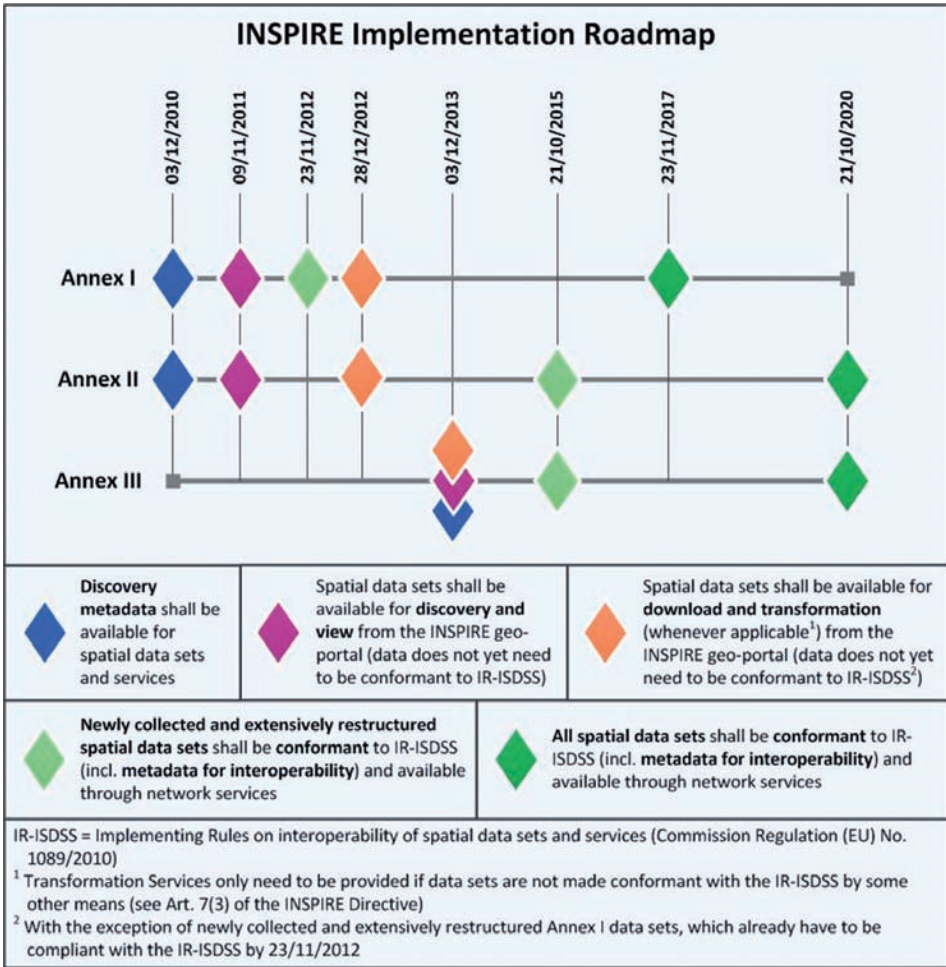 INSPIRE Implementation Roadmap
03/12/2010
09/11/2011
23/11/2012
28/12/2012
03/12/2013
21/10/2015
23/11/2017
21/10/2020
Annex I
Annex II
Annex III
Discovery
metadata shall be
available for
spatial data sets
and services
Spatial data sets shall be
available for discovery and
view from the INSPIRE geo-
portal (data does not yet need
to be conformant to IR-ISDSS)
Spatial data sets shall be available for
download and transformation
(whenever applicable¹) from the
INSPIRE geo-portal (data does not yet
need to be conformant to IR-ISDSS²)
Newly collected and extensively restructured
spatial data sets shall be conformant to IR-ISDSS
(incl. metadata for interoperability) and available
through network services
All spatial data sets shall be conformant to IR-
ISDSS (incl. metadata for interoperability) and
available through network services
IR-ISDSS = Implementing Rules on interoperability of spatial data sets and services (Commission Regulation (EU) No.
1089/2010)
¹ Transformation Services only need to be provided if data sets are not made conformant with the IR-ISDSS by some
other means (see Art. 7(3) of the INSPIRE Directive)
² With the exception of newly collected and extensively restructured Annex I data sets, which already have to be
compliant with the IR-ISDSS by 23/11/2012